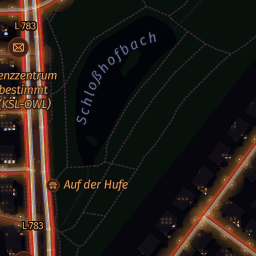 L 783
Schloßhofbach
enzzentrum
bestimmt
(KSL-OWL)
Auf der Hufe
L 783